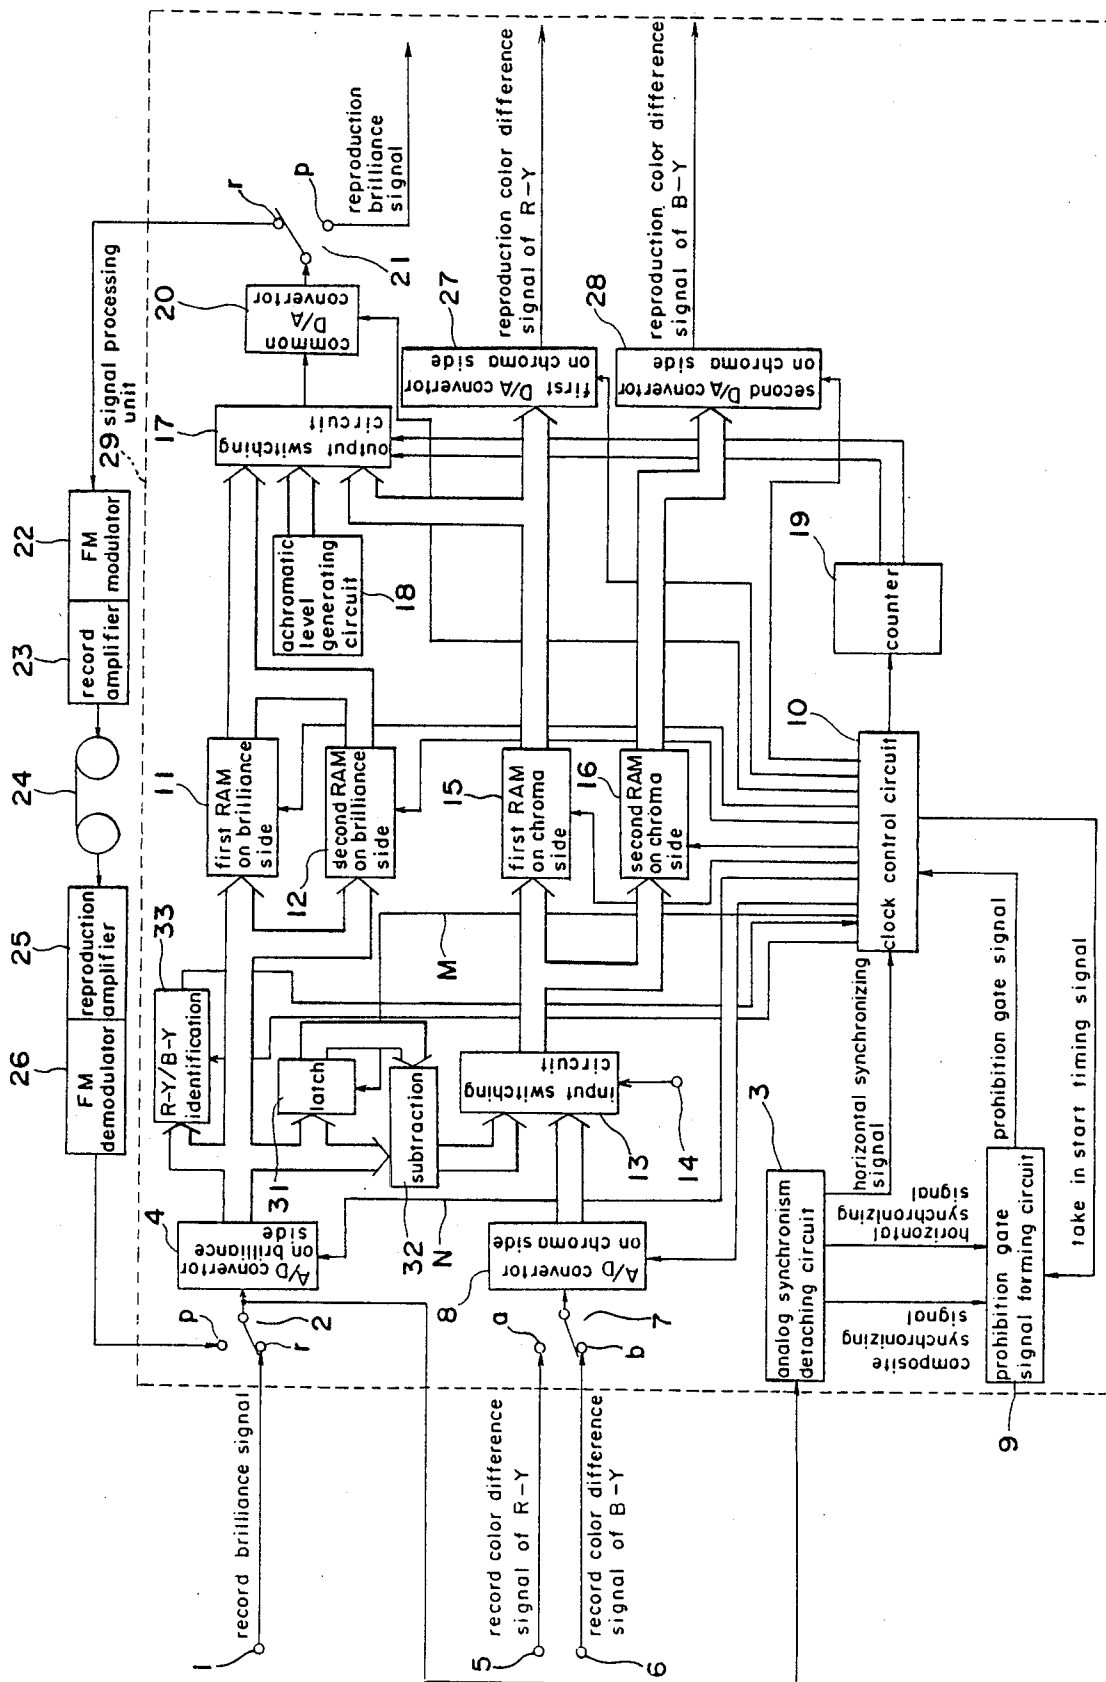 22
FM
modulator
23
record
amplifier
24
25
reproduction
amplifier
26
FM
demodulator
29
signal processing
unit
33
R-Y/B-Y
identification
4
A/D convertor
on brilliance
side
p
r
2
1
record brilliance signal
31
latch
32
subtraction
N
M
11
first RAM
on brilliance
side
12
second RAM
on brilliance
side
achromatic
level
generating
circuit
18
17
output switching
circuit
20
common
D/A
convertor
r
p
21
reproduction
brilliance
signal
5
record color difference
signal of R-Y
6
record color difference
signal of B-Y
a
b
7
8
A/D convertor
on chroma side
13
input switching
circuit
14
15
first RAM
on chroma
side
16
second RAM
on chroma
side
27
first D/A convertor
on chroma side
reproduction color difference
signal of R-Y
28
second D/A convertor
on chroma side
reproduction color difference
signal of B-Y
3
analog synchronism
detaching circuit
horizontal synchronizing
signal
horizontal
synchronizing
signal
composite
synchronizing
signal
9
prohibition gate
signal forming circuit
prohibition gate signal
take in start timing signal
10
clock control circuit
19
counter